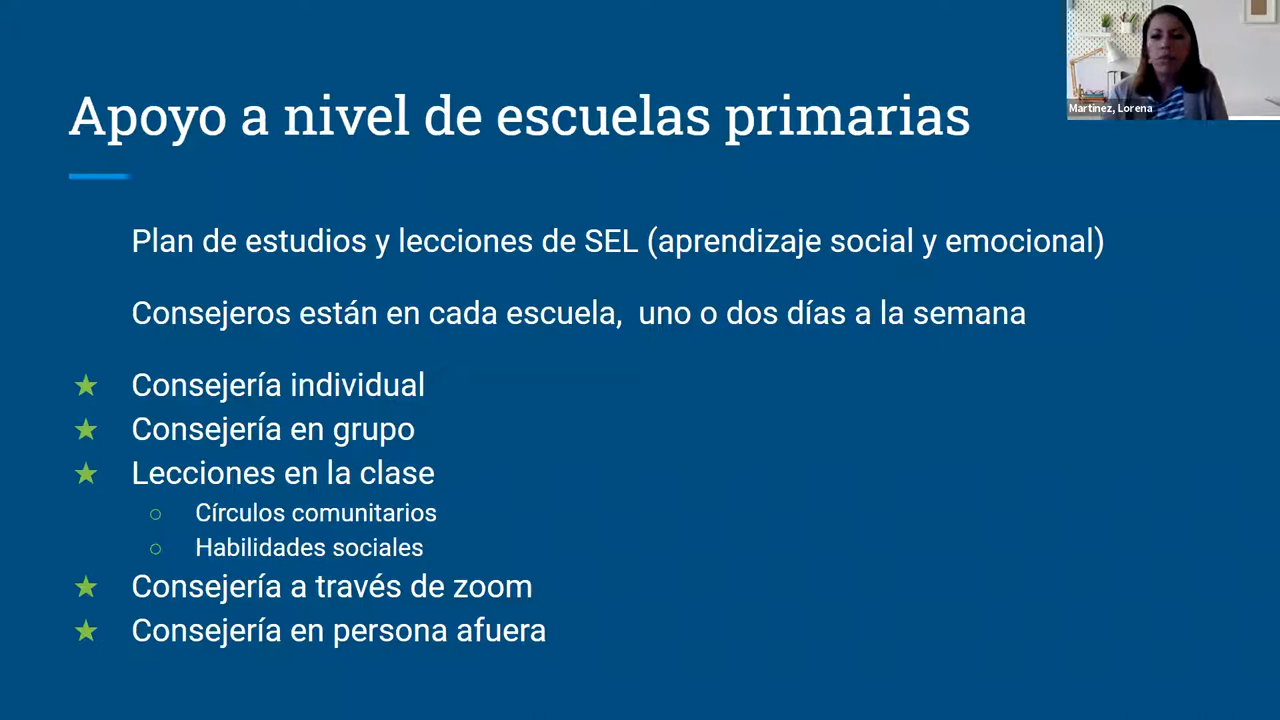 Martínez, Lorena
Apoyo a nivel de escuelas primarias
Plan de estudios y lecciones de SEL (aprendizaje social y emocional)
Consejeros están en cada escuela, uno o dos días a la semana
★ Consejería individual
★ Consejería en grupo
★ Lecciones en la clase
○ Círculos comunitarios
○ Habilidades sociales
★ Consejería a través de zoom
★ Consejería en persona afuera